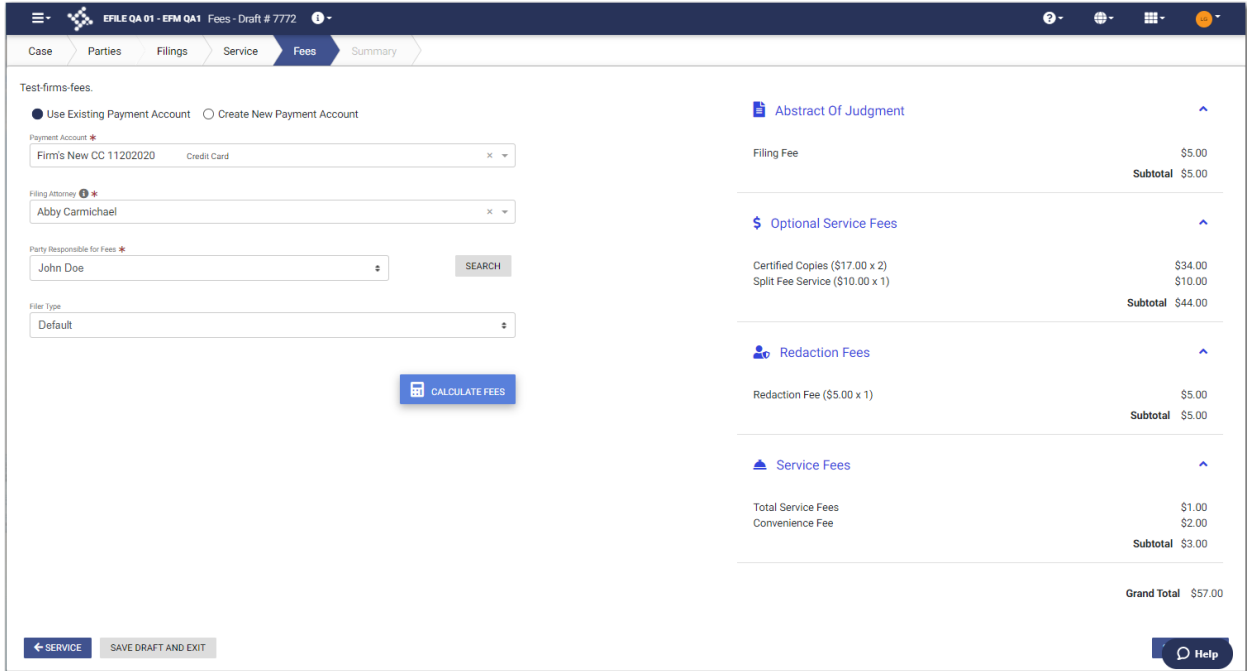 EFILE QA 01 - EFM QA1 Fees - Draft # 7772
Case Parties Filings Service Fees Summary
Test-firms-fees.
Use Existing Payment Account Create New Payment Account
Payment Account *
Firm's New CC 11202020 Credit Card
Filing Attorney *
Abby Carmichael
Party Responsible for Fees *
John Doe
SEARCH
Filer Type
Default
CALCULATE FEES
Abstract Of Judgment
Filing Fee $5.00
Subtotal $5.00
Optional Service Fees
Certified Copies ($17.00 x 2) $34.00
Split Fee Service ($10.00 x 1) $10.00
Subtotal $44.00
Redaction Fees
Redaction Fee ($5.00 x 1) $5.00
Subtotal $5.00
Service Fees
Total Service Fees $1.00
Convenience Fee $2.00
Subtotal $3.00
Grand Total $57.00
SERVICE SAVE DRAFT AND EXIT
Help